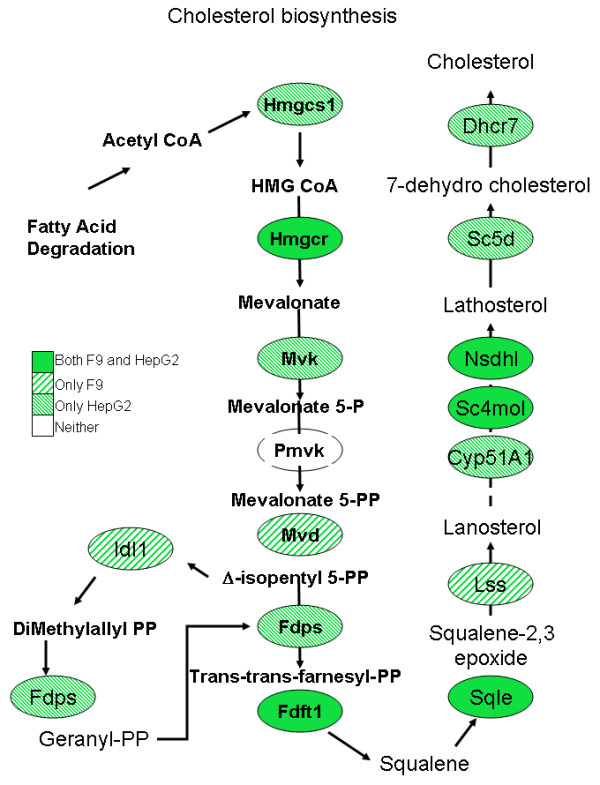 Cholesterol biosynthesis
Hmgcs1
Acetyl CoA
Fatty Acid
Degradation
HMG CoA
Hmgcr
Mevalonate
Mvk
Mevalonate 5-P
Pmvk
Mevalonate 5-PP
Mvd
Δ-isopentyl 5-PP
Idl1
DiMethylallyl PP
Fdps
Geranyl-PP
Fdps
Trans-trans-farnesyl-PP
Fdft1
Squalene
Sqle
Squalene-2,3
epoxide
Lss
Lanosterol
Cyp51A1
Sc4mol
Nsdhl
Lathosterol
Sc5d
7-dehydro cholesterol
Dhcr7
Cholesterol
Both F9 and HepG2
Only F9
Only HepG2
Neither